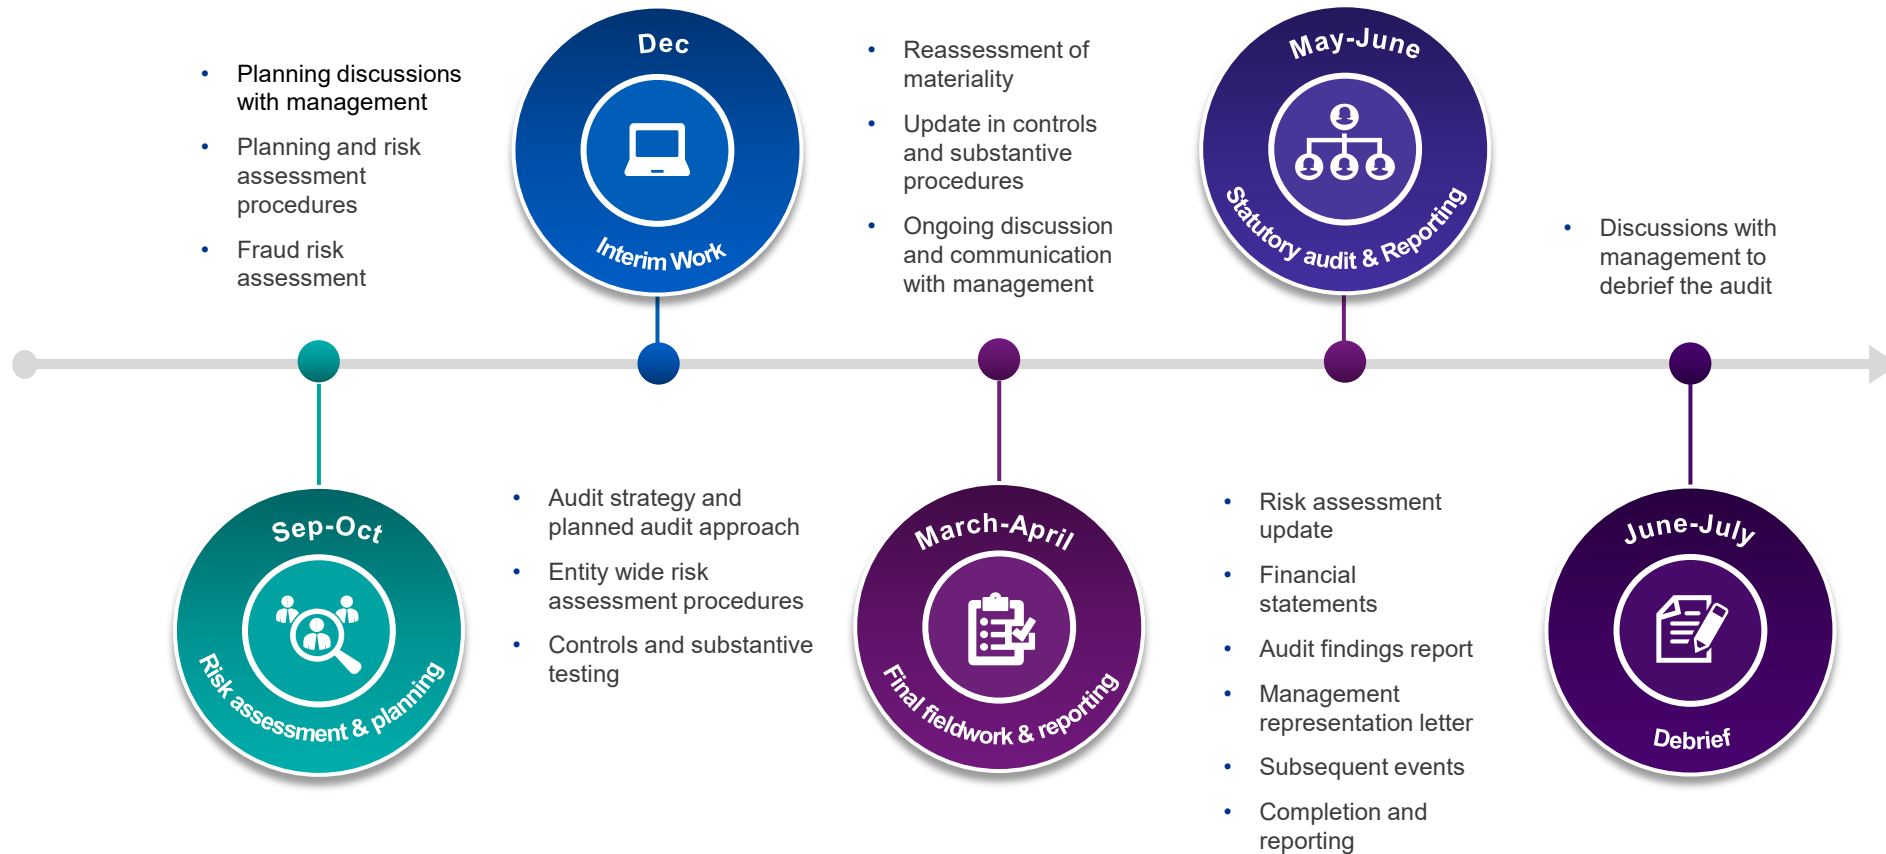 Planning discussions
with management
Planning and risk
assessment
procedures
Fraud risk
assessment
Sep-Oct
Risk assessment & planning
Dec
Interim Work
Audit strategy and
planned audit approach
Entity wide risk
assessment procedures
Controls and substantive
testing
Reassessment of
materiality
Update in controls
and substantive
procedures
Ongoing discussion
and communication
with management
March-April
Final fieldwork & reporting
May-June
Statutory audit & Reporting
Risk assessment
update
Financial
statements
Audit findings report
Management
representation letter
Subsequent events
Completion and
reporting
Discussions with
management to
debrief the audit
June-July
Debrief